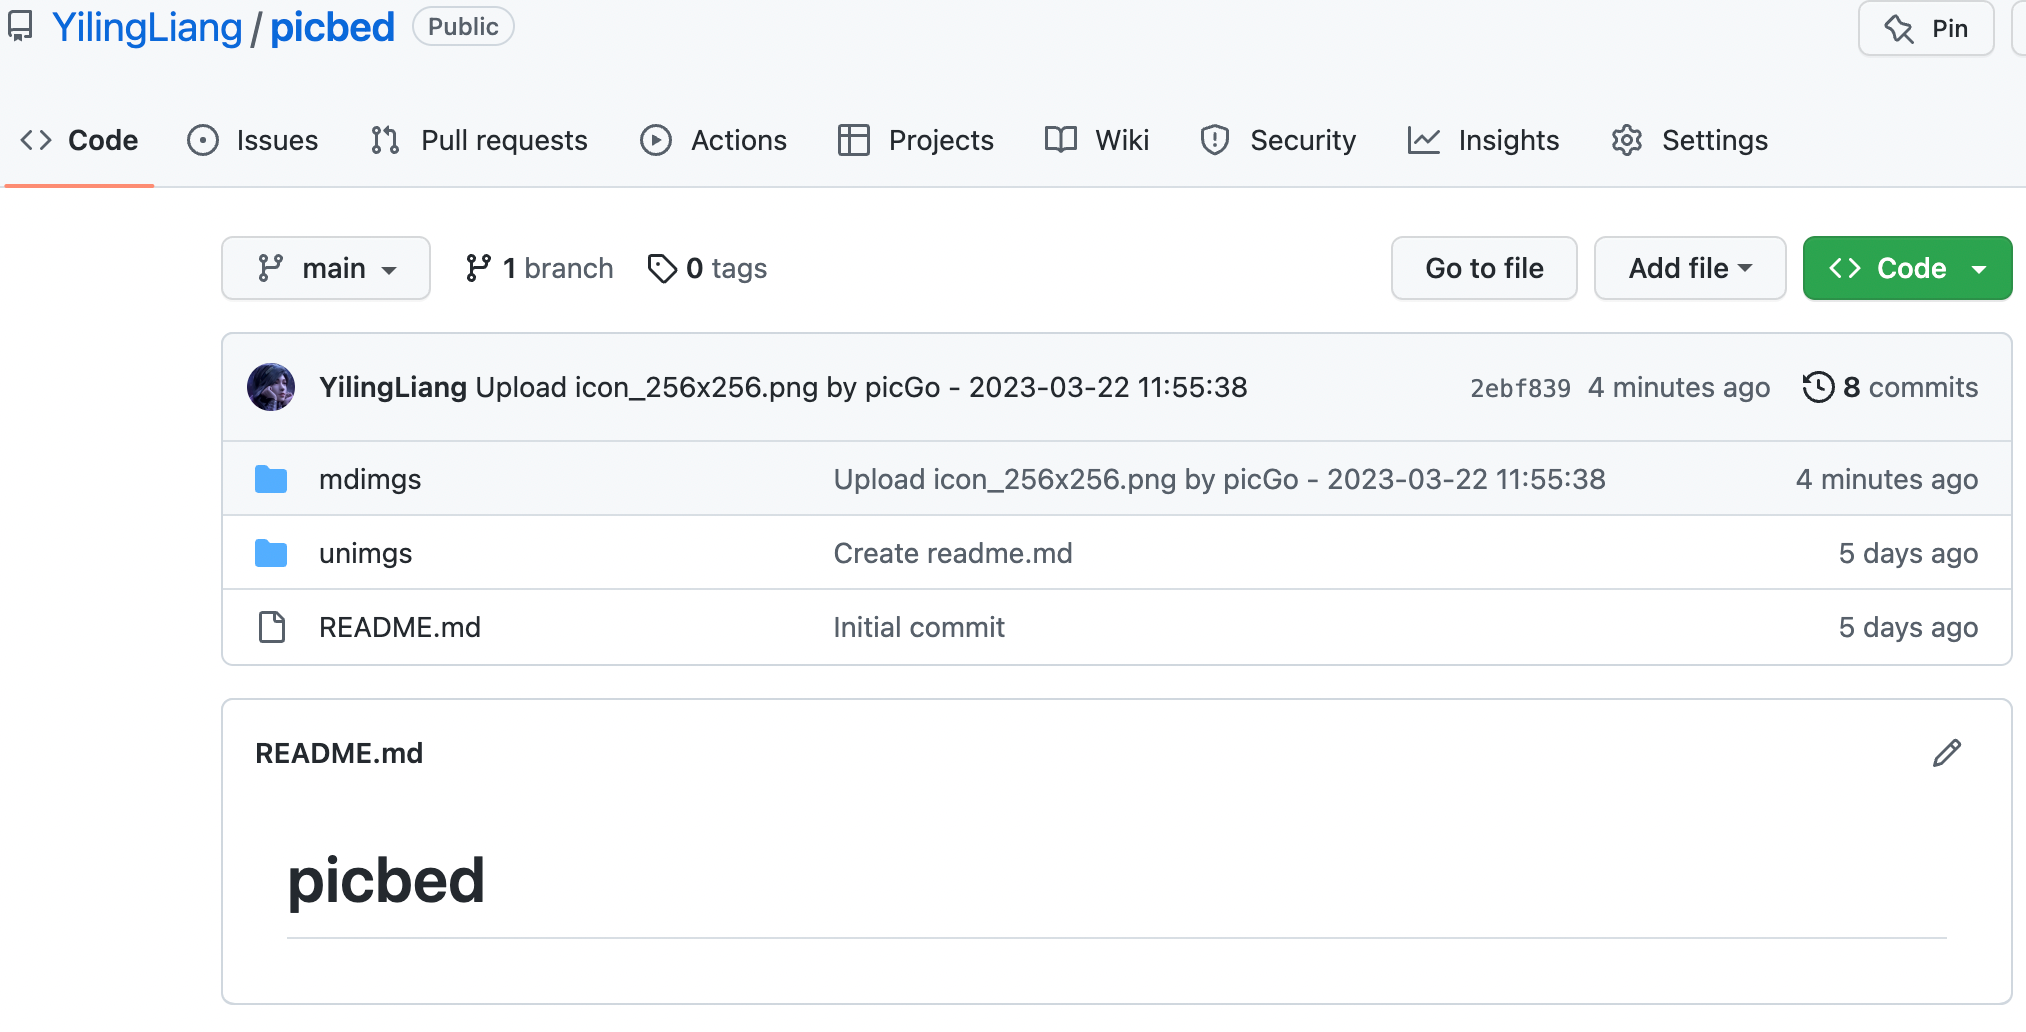 YilingLiang / picbed Public Pin
Code Issues Pull requests Actions Projects Wiki Security Insights Settings
main 1 branch 0 tags Go to file Add file Code
YilingLiang Upload icon_256x256.png by picGo - 2023-03-22 11:55:38 2ebf839 4 minutes ago 8 commits
mdimgs Upload icon_256x256.png by picGo - 2023-03-22 11:55:38 4 minutes ago
unimgs Create readme.md 5 days ago
README.md Initial commit 5 days ago
README.md
picbed